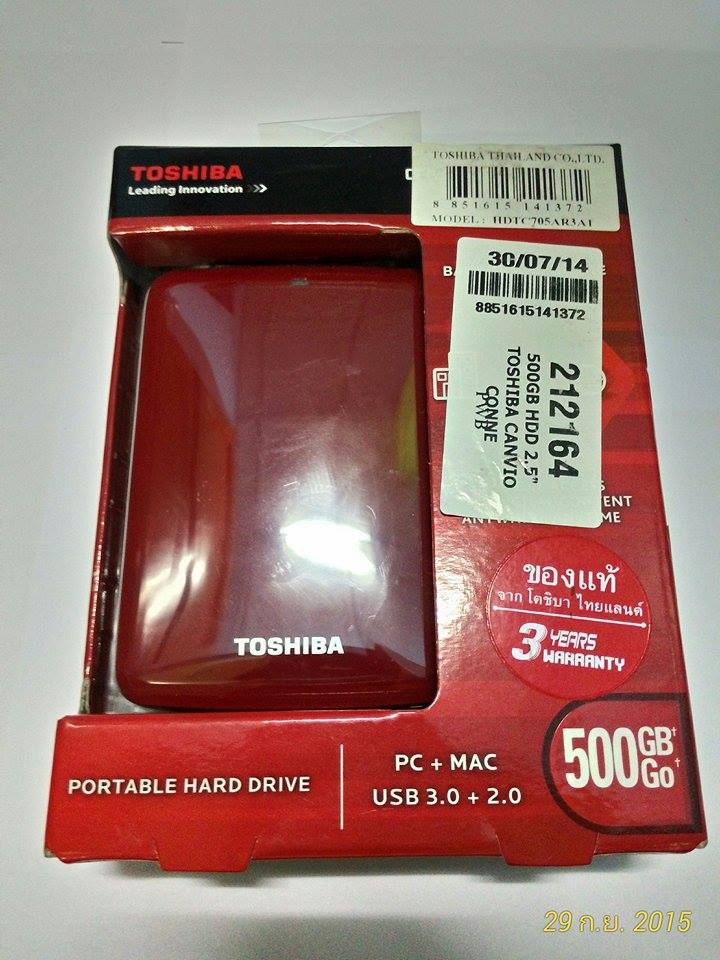 TOSHIBA
Leading Innovation >>>
TOSHIBA THAILAND CO.,LTD.
8 851615 141372
MODEL : HDTC705AR3A1
30/07/14
8851615141372
212164
500GB HDD 2.5"
TOSHIBA CANVIO
CONNE
ของแท้
จาก โตชิบา ไทยแลนด์
3 YEARS
WARRANTY
TOSHIBA
PORTABLE HARD DRIVE
PC + MAC
USB 3.0 + 2.0
500GB†
Go†
29 ก.ย. 2015